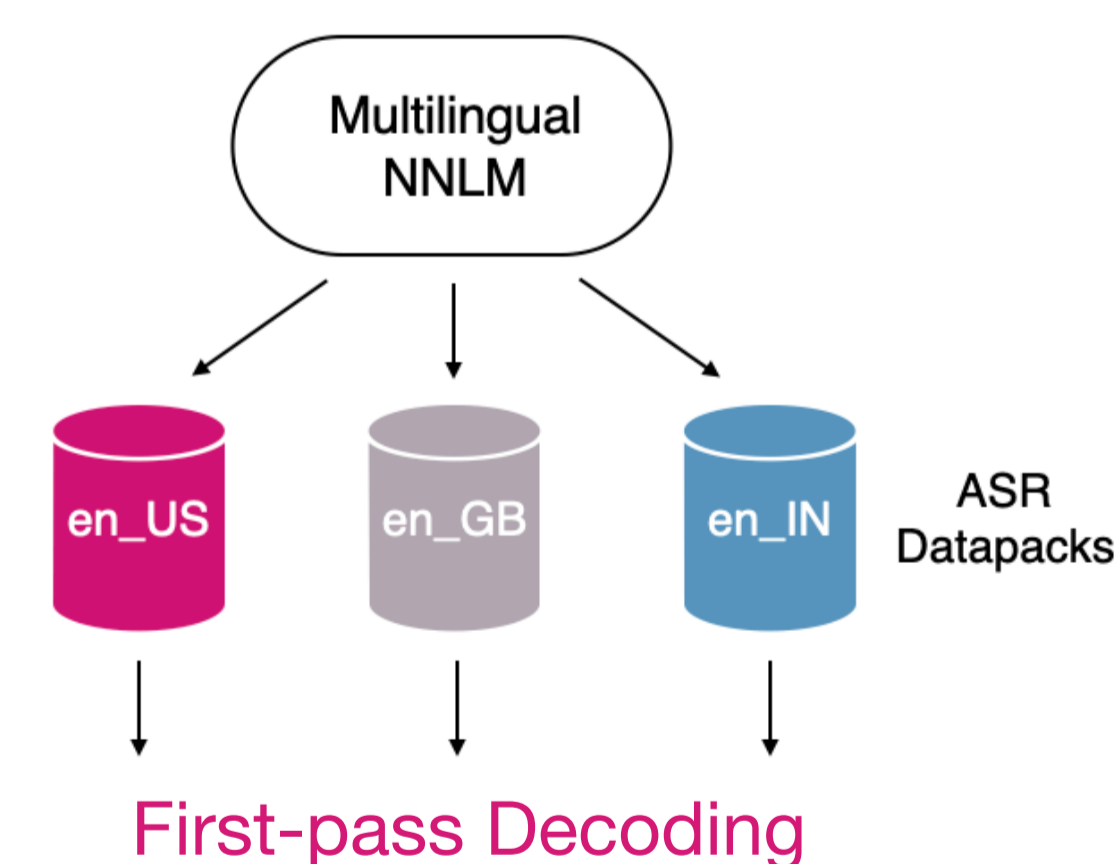 Multilingual
NNLM
en_US
en_GB
en_IN
ASR
Datapacks
First-pass Decoding